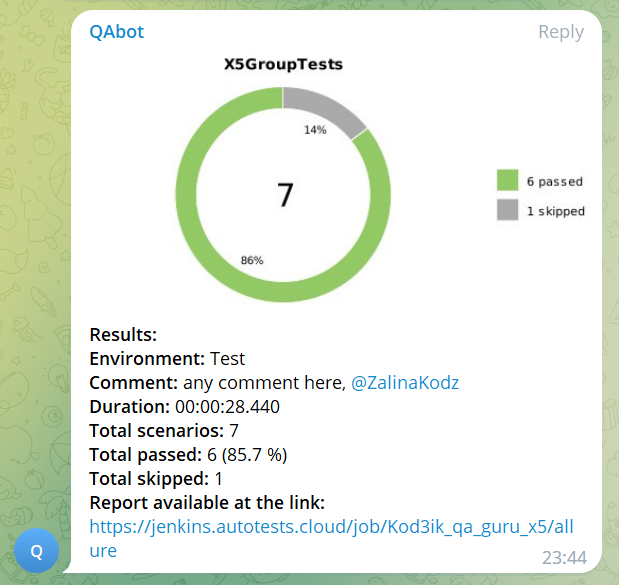 QAbot
Reply
X5GroupTests
14%
7
6 passed
1 skipped
86%
Results:
Environment: Test
Comment: any comment here, @ZalinaKodz
Duration: 00:00:28.440
Total scenarios: 7
Total passed: 6 (85.7 %)
Total skipped: 1
Report available at the link:
https://jenkins.autotests.cloud/job/Kod3ik_qa_guru_x5/all
ure
Q
23:44